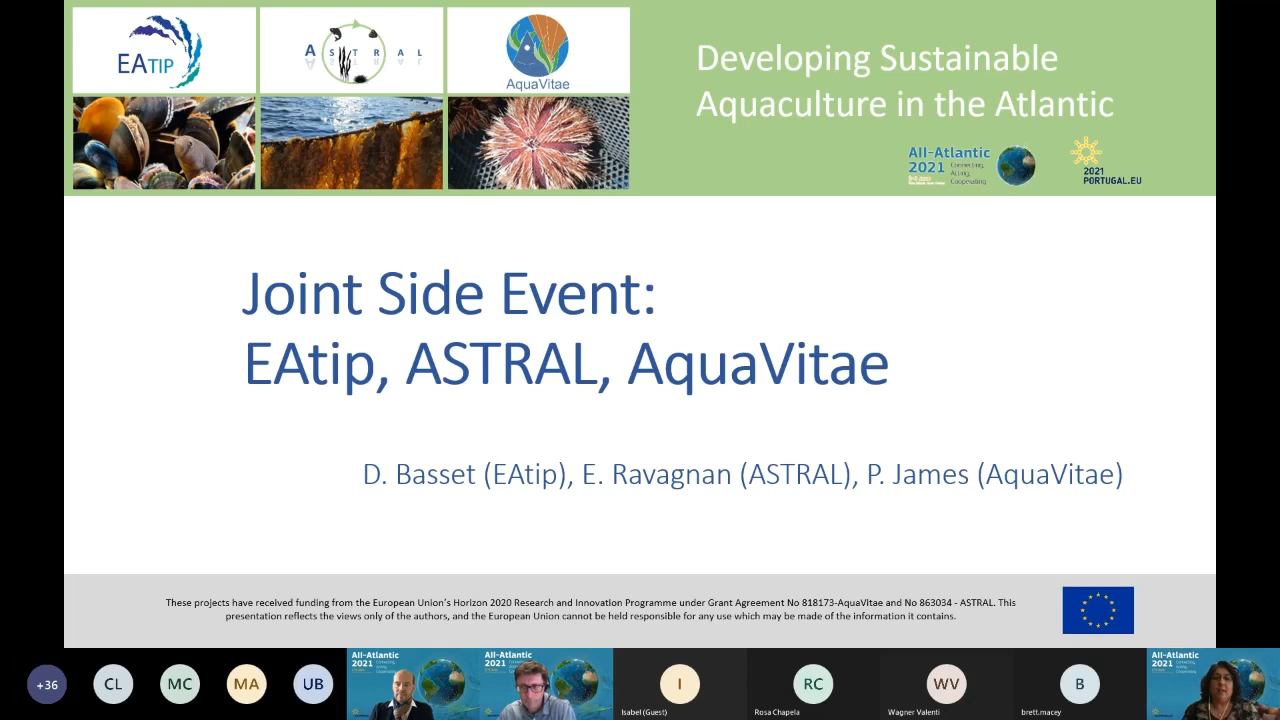 EATIP
ASTRAL
AquaVitae
Developing Sustainable
Aquaculture in the Atlantic
All-Atlantic
2021
Connecting,
Acting,
Cooperating
2021
PORTUGAL.EU
Joint Side Event:
EAtip, ASTRAL, AquaVitae
D. Basset (EAtip), E. Ravagnan (ASTRAL), P. James (AquaVitae)
These projects have received funding from the European Union's Horizon 2020 Research and Innovation Programme under Grant Agreement No 818173-AquaVitae and No 863034 - ASTRAL. This
presentation reflects the views only of the authors, and the European Union cannot be held responsible for any use which may be made of the information it contains.
+36
CL
MC
MA
UB
All-Atlantic
2021
All-Atlantic
2021
I
Isabel (Guest)
RC
Rosa Chapela
WV
Wagner Valenti
B
brett.macey
All-Atlantic
2021